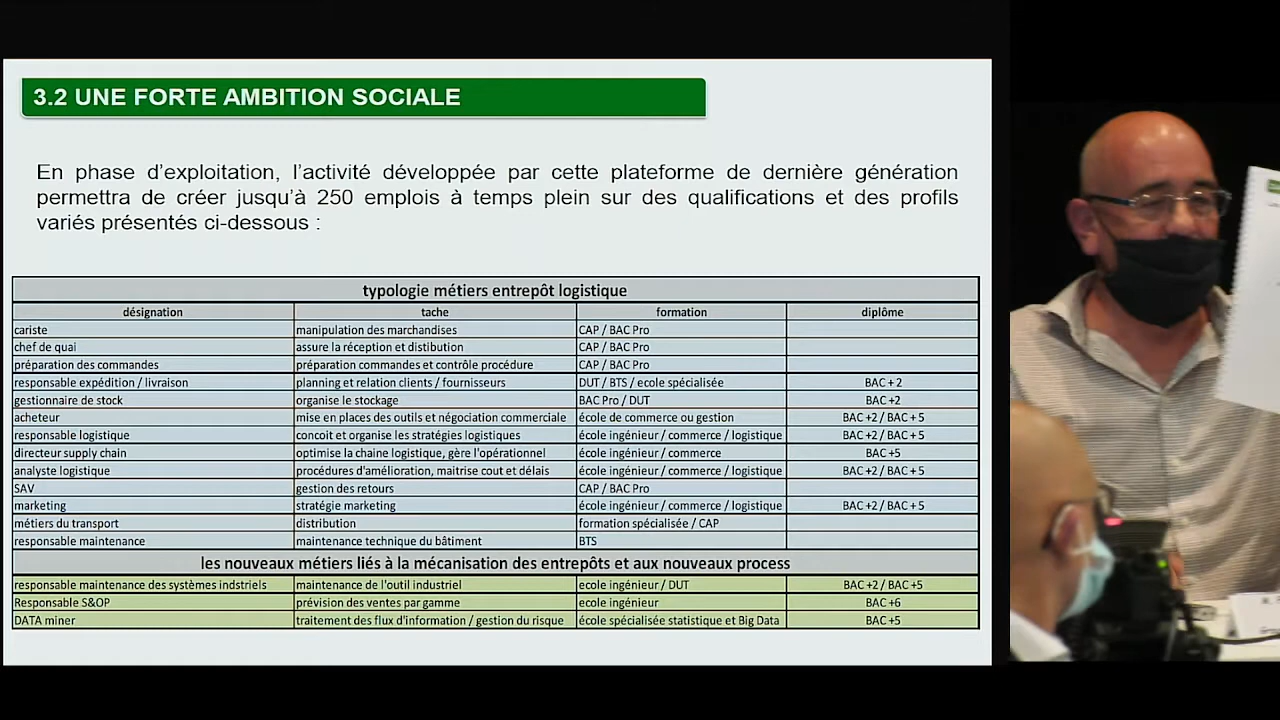 3.2 UNE FORTE AMBITION SOCIALE
En phase d’exploitation, l’activité développée par cette plateforme de dernière génération
permettra de créer jusqu’à 250 emplois à temps plein sur des qualifications et des profils
variés présentés ci-dessous :
typologie métiers entrepôt logistique
désignation tache formation diplôme
cariste manipulation des marchandises CAP / BAC Pro
chef de quai assure la réception et distibution CAP / BAC Pro
préparation des commandes préparation commandes et contrôle procédure CAP / BAC Pro
responsable expédition / livraison planning et relation clients / fournisseurs DUT / BTS / ecole spécialisée BAC + 2
gestionnaire de stock organise le stockage BAC Pro / DUT BAC +2
acheteur mise en places des outils et négociation commerciale école de commerce ou gestion BAC +2 / BAC + 5
responsable logistique concoit et organise les stratégies logistiques école ingénieur / commerce / logistique BAC +2 / BAC + 5
directeur supply chain optimise la chaine logistique, gère l'opérationnel école ingénieur / commerce BAC +5
analyste logistique procédures d'amélioration, maitrise cout et délais école ingénieur / commerce / logistique BAC +2 / BAC + 5
SAV gestion des retours CAP / BAC Pro
marketing stratégie marketing école ingénieur / commerce / logistique BAC +2 / BAC + 5
métiers du transport distribution formation spécialisée / CAP
responsable maintenance maintenance technique du bâtiment BTS
les nouveaux métiers liés à la mécanisation des entrepôts et aux nouveaux process
responsable maintenance des systèmes indstriels maintenance de l'outil industriel ecole ingénieur / DUT BAC +2 / BAC +5
Responsable S&OP prévision des ventes par gamme ecole ingénieur BAC +6
DATA miner traitement des flux d'information / gestion du risque école spécialisée statistique et Big Data BAC +5